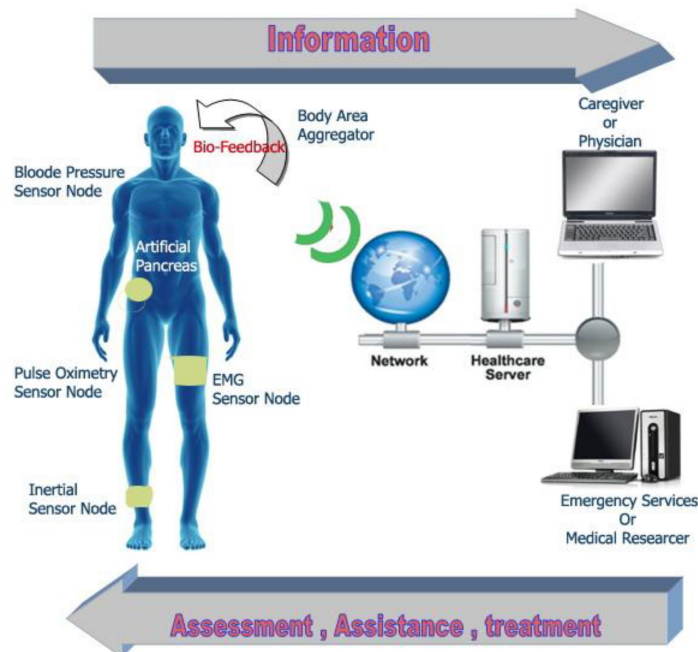 Information
Caregiver
or
Physician
Body Area
Aggregator
Bio-Feedback
Bloode Pressure
Sensor Node
Artificial
Pancreas
Network
Healthcare
Server
Pulse Oximetry
Sensor Node
EMG
Sensor Node
Inertial
Sensor Node
Emergency Services
Or
Medical Researcer
Assessment , Assistance , treatment